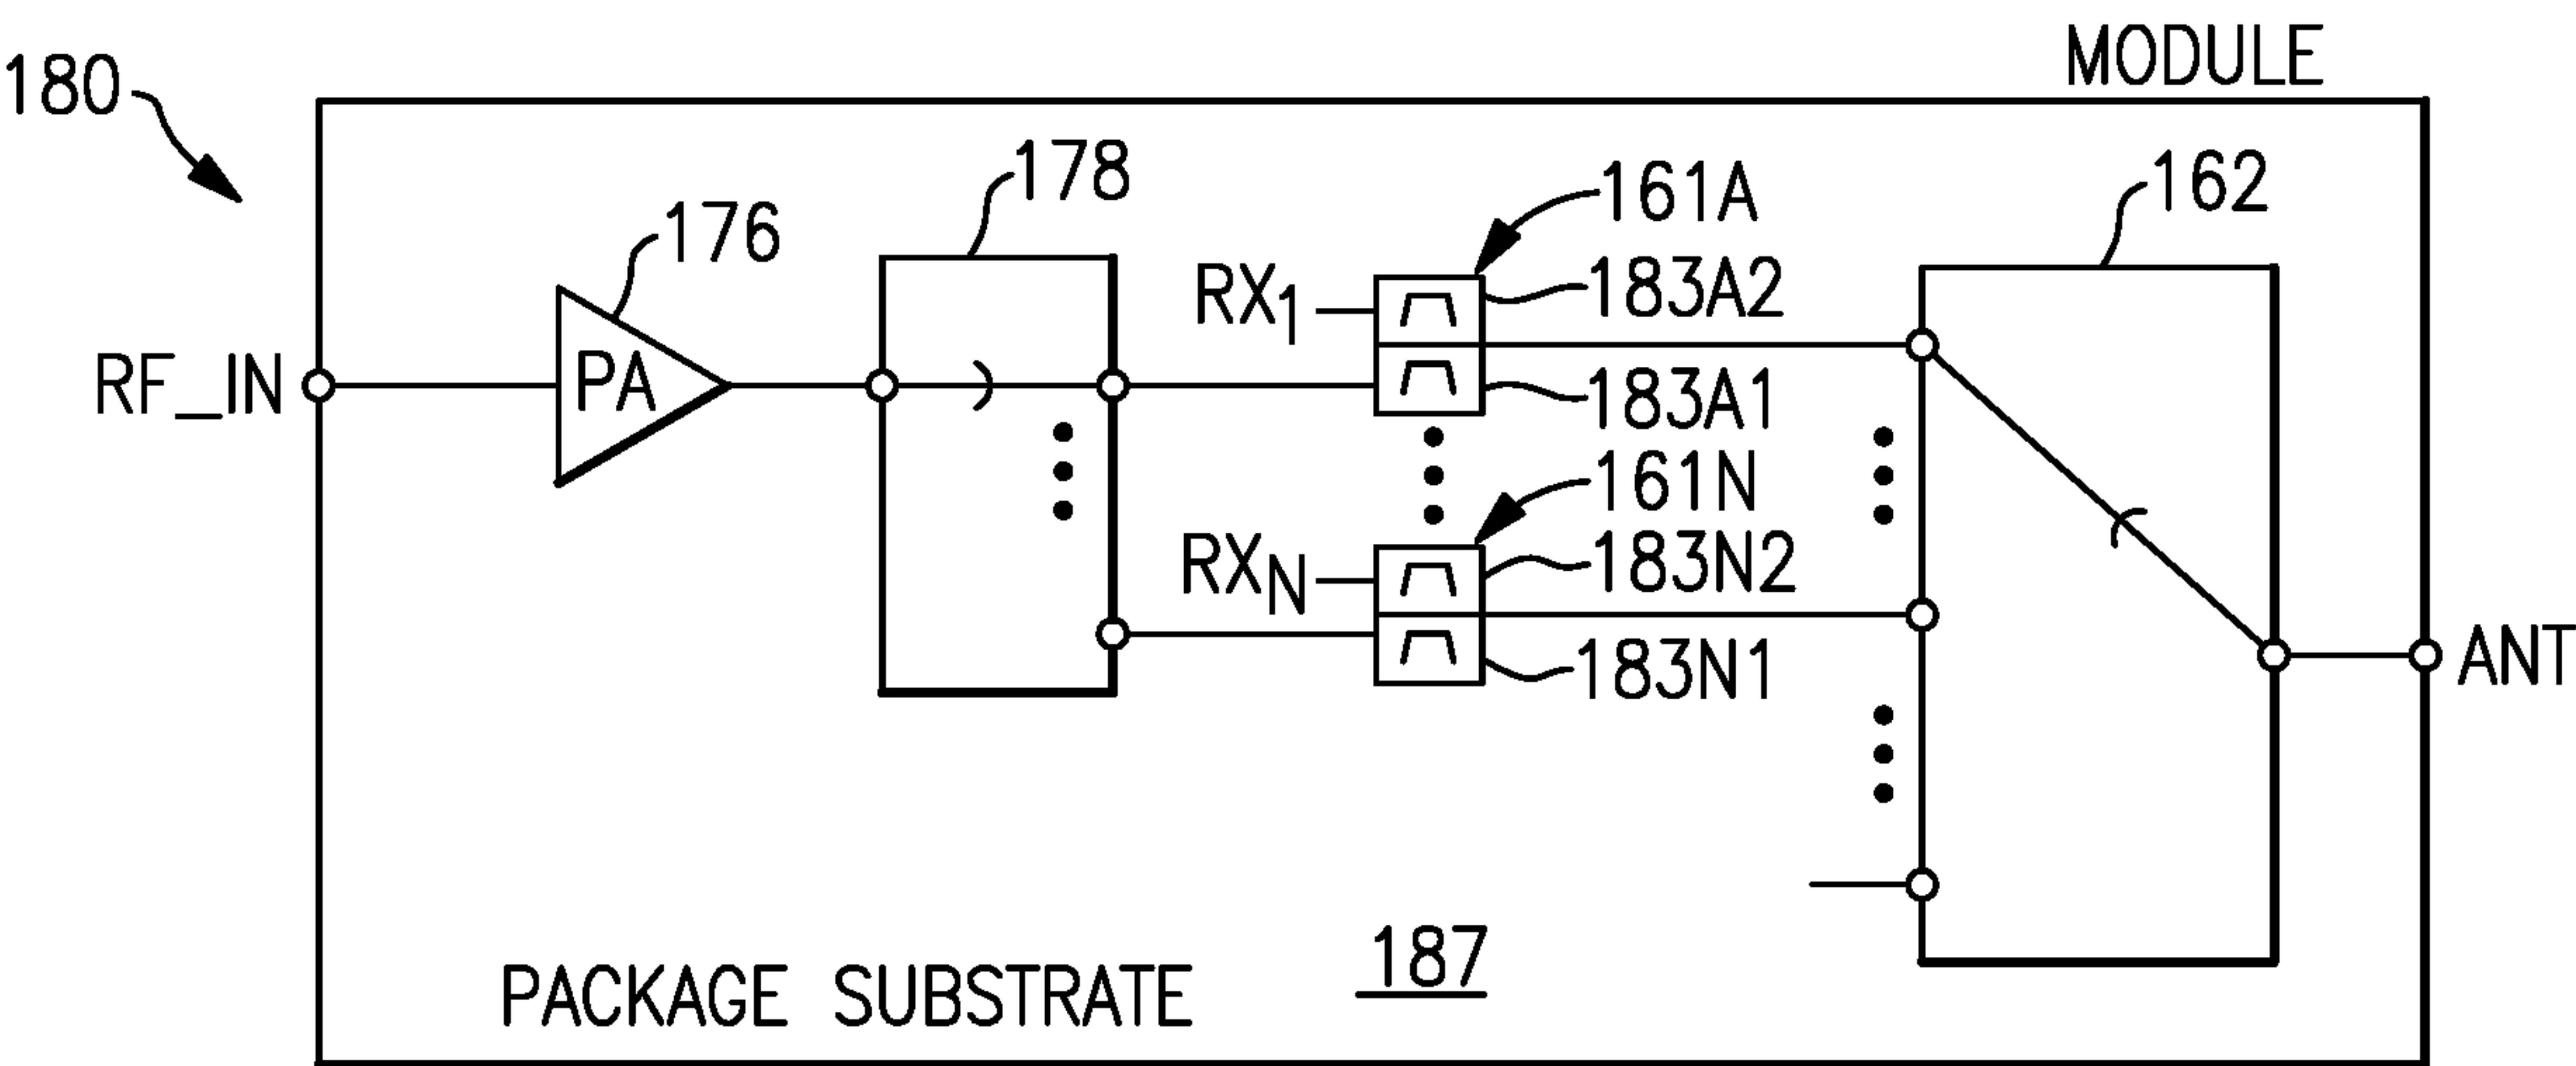 MODULE
180
178
161A
162
176
183A2
RX1
PA
RF_IN
183A1
161N
183N2
RXN
183N1
ANT
187
PACKAGE SUBSTRATE